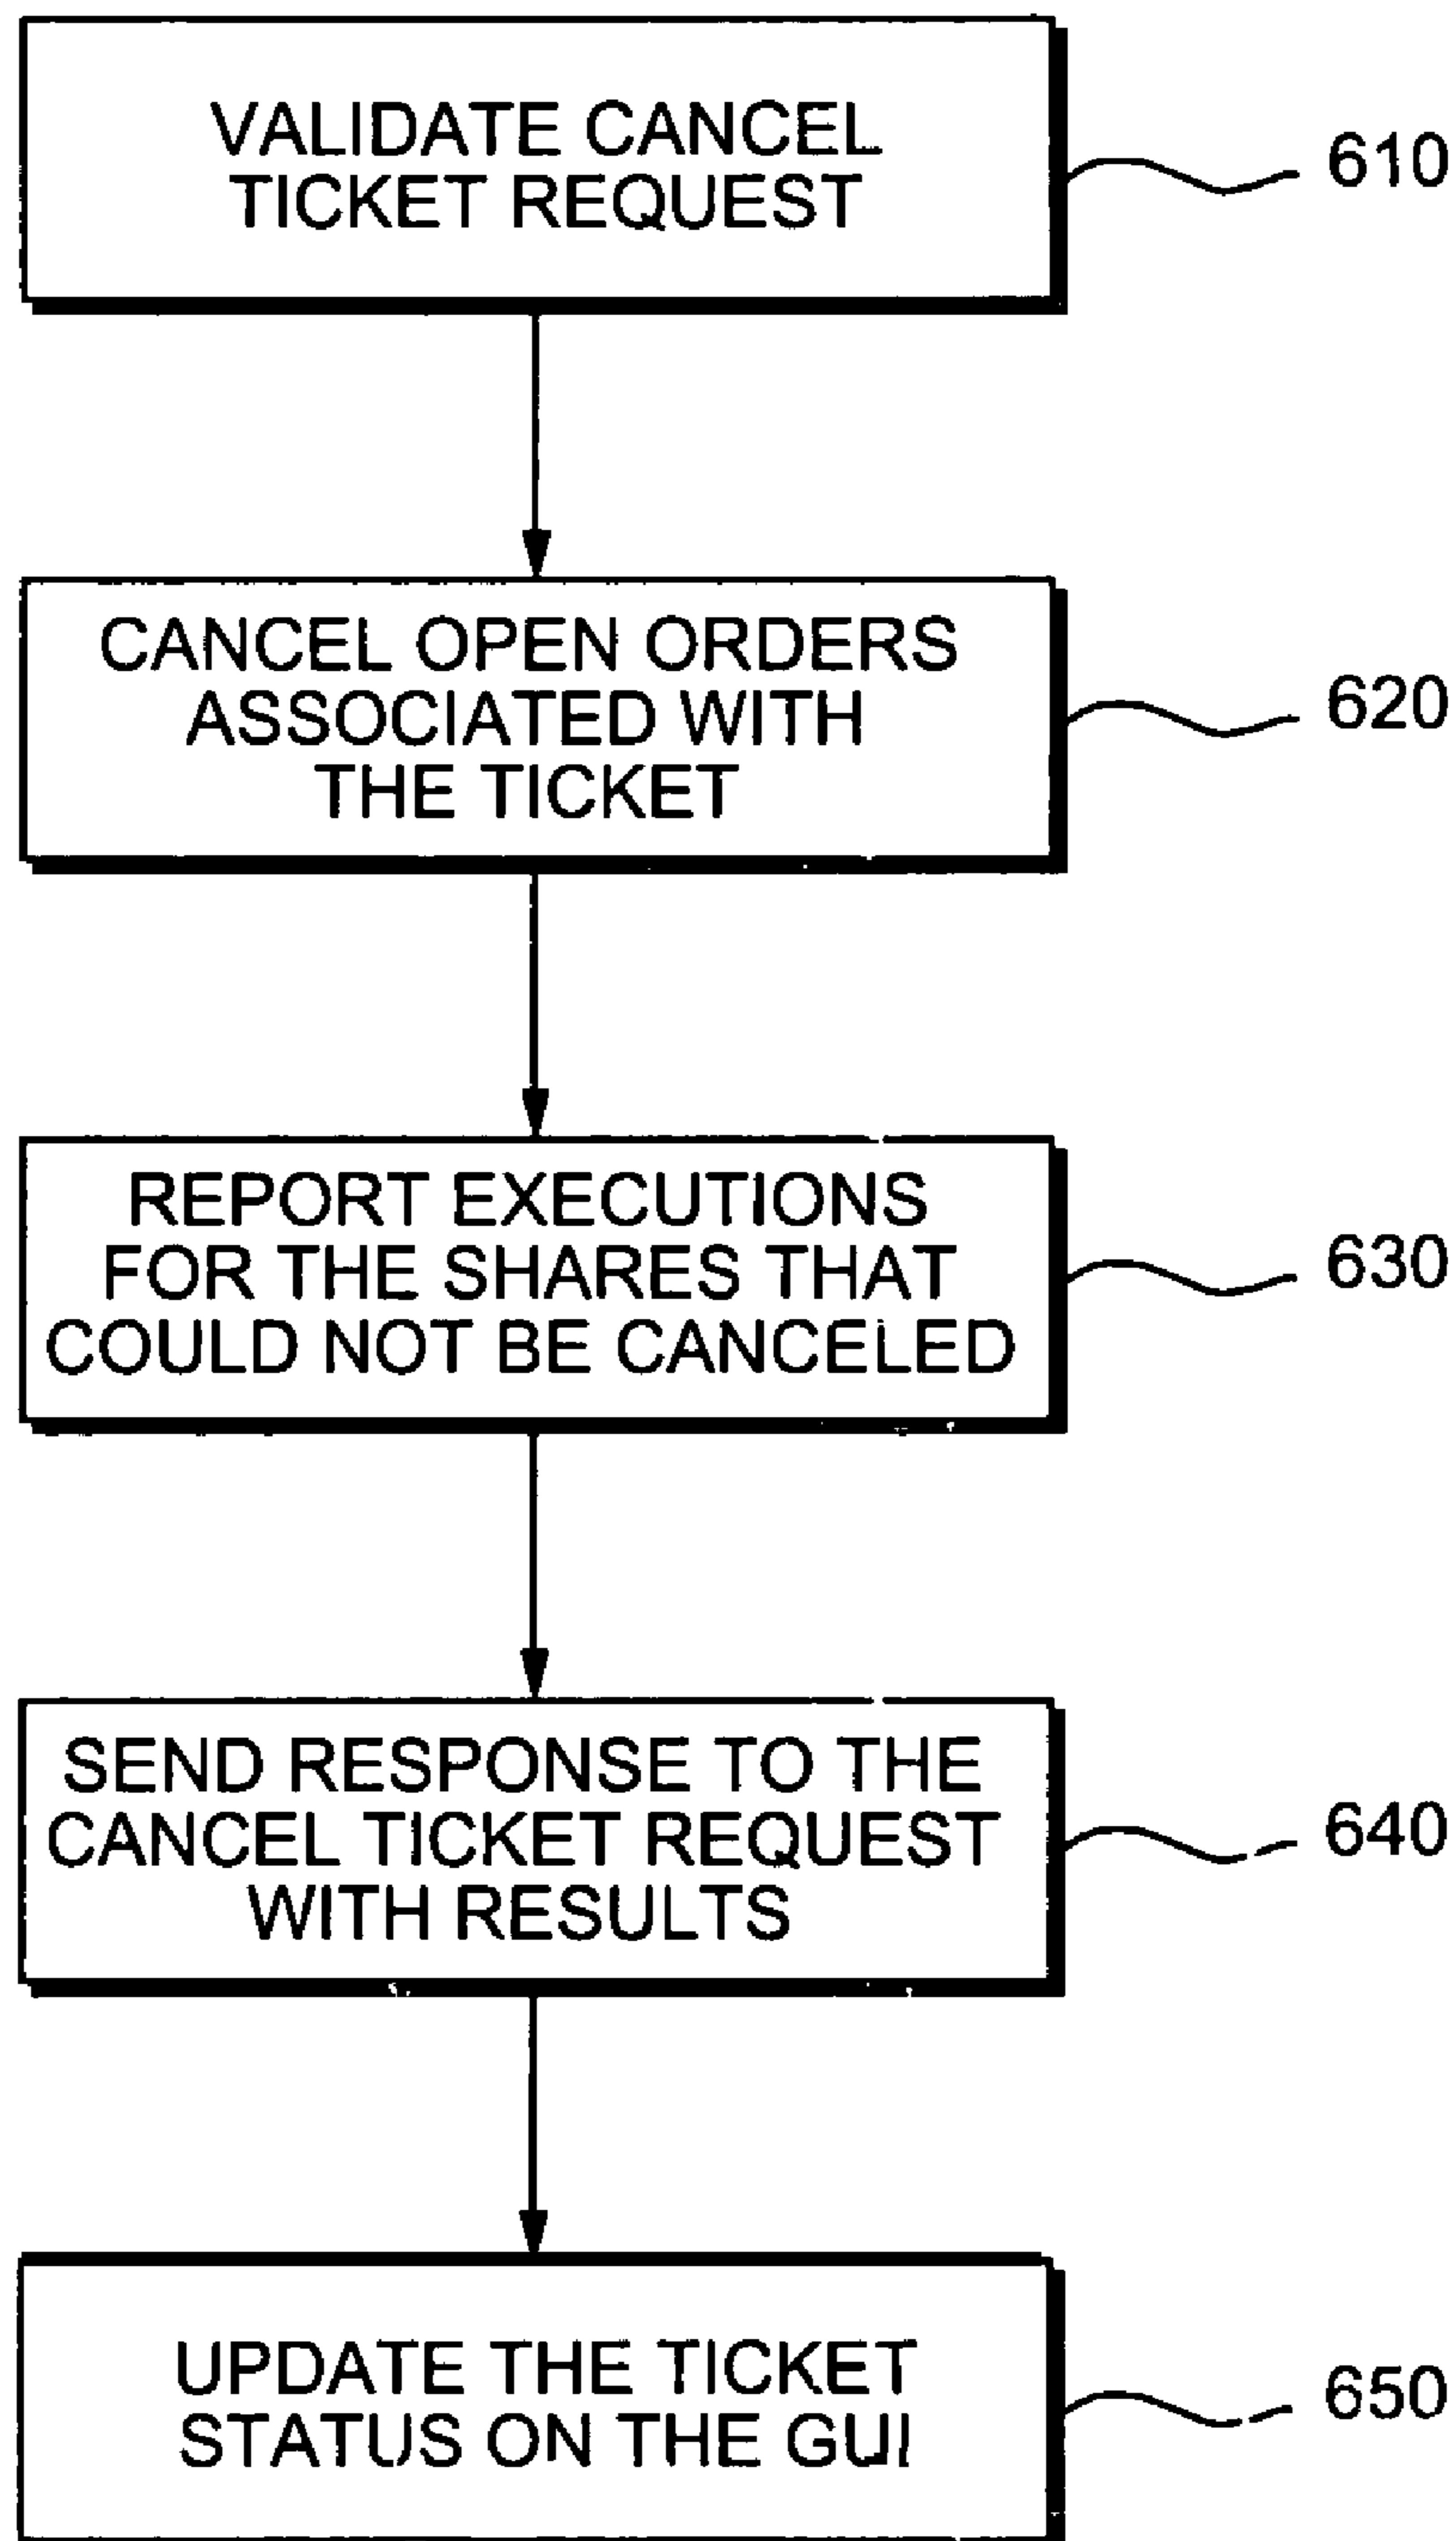 VALIDATE CANCEL
TICKET REQUEST
610
CANCEL OPEN ORDERS
ASSOCIATED WITH
THE TICKET
620
REPORT EXECUTIONS
FOR THE SHARES THAT
COULD NOT BE CANCELED
630
SEND RESPONSE TO THE
CANCEL TICKET REQUEST
WITH RESULTS
640
UPDATE THE TICKET
STATUS ON THE GUI
650